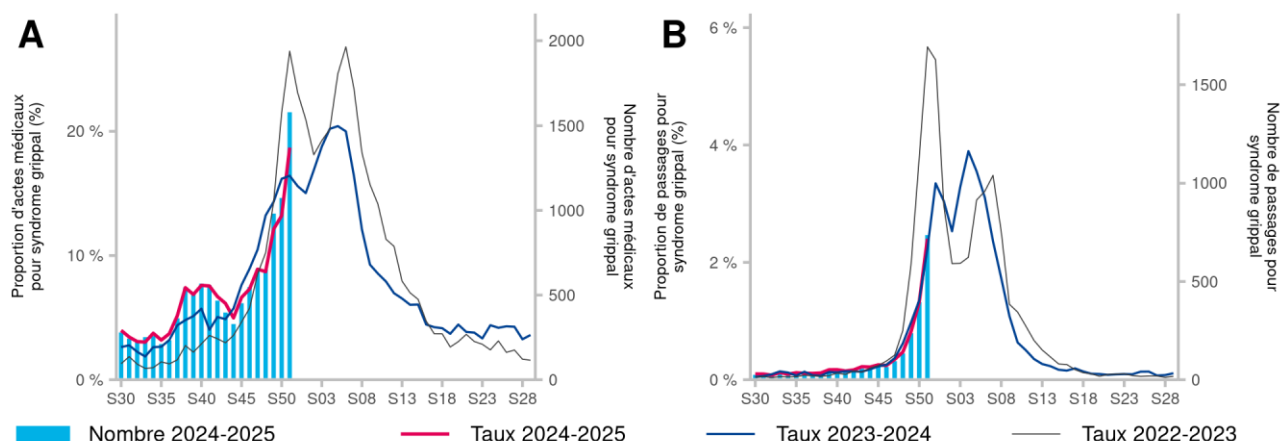 A
Proportion d'actes médicaux
pour syndrome grippal (%)
20 %
10 %
0 %
2000
1500
1000
500
0
Nombre d'actes médicaux
pour syndrome grippal
S30 S35 S40 S45 S50 S03 S08 S13 S18 S23 S28
B
Proportion de passages pour
syndrome grippal (%)
6 %
4 %
2 %
0 %
1500
1000
500
0
Nombre de passages pour
syndrome grippal
S30 S35 S40 S45 S50 S03 S08 S13 S18 S23 S28
Nombre 2024-2025 Taux 2024-2025 Taux 2023-2024 Taux 2022-2023